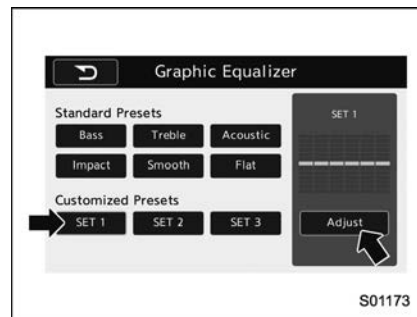 Graphic Equalizer
Standard Presets
Bass Treble Acoustic
Impact Smooth Flat
Customized Presets
SET 1 SET 2 SET 3
SET 1
Adjust
S01173